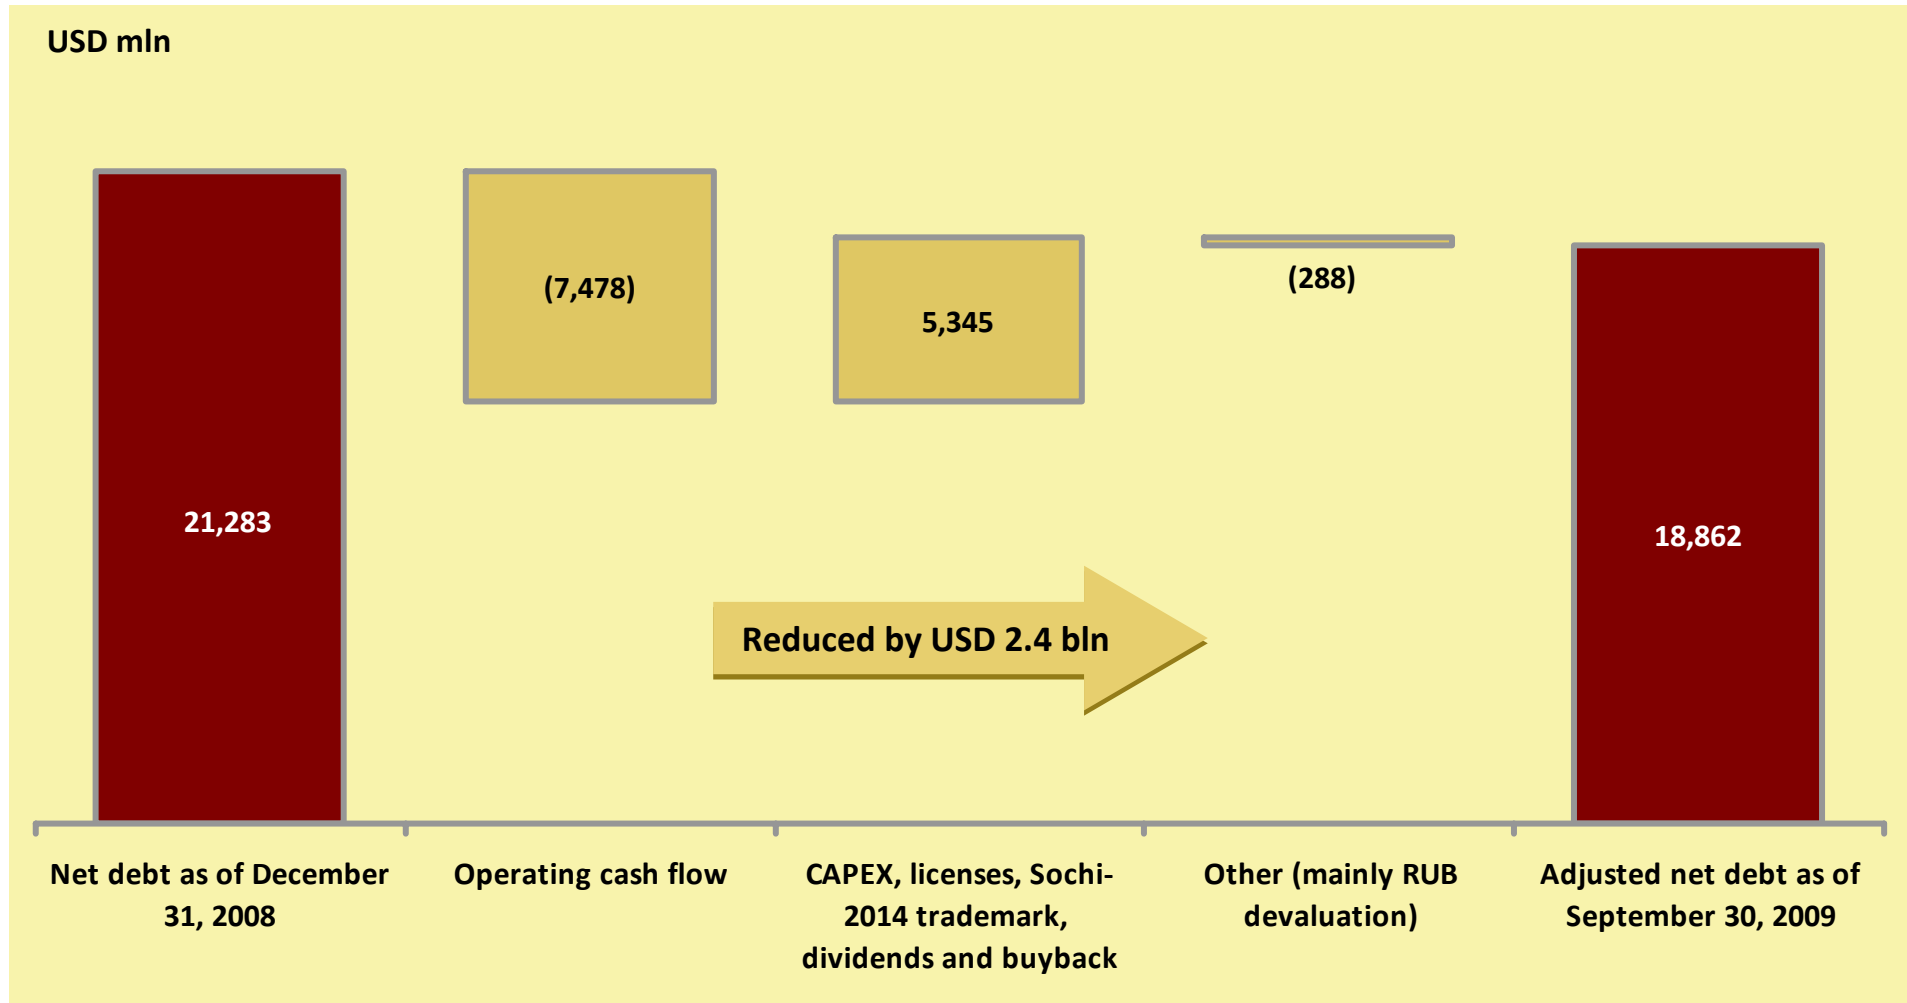 USD mln
(7,478)
5,345
(288)
21,283
18,862
Reduced by USD 2.4 bln
Net debt as of December
31, 2008
Operating cash flow
CAPEX, licenses, Sochi-
2014 trademark,
dividends and buyback
Other (mainly RUB
devaluation)
Adjusted net debt as of
September 30, 2009